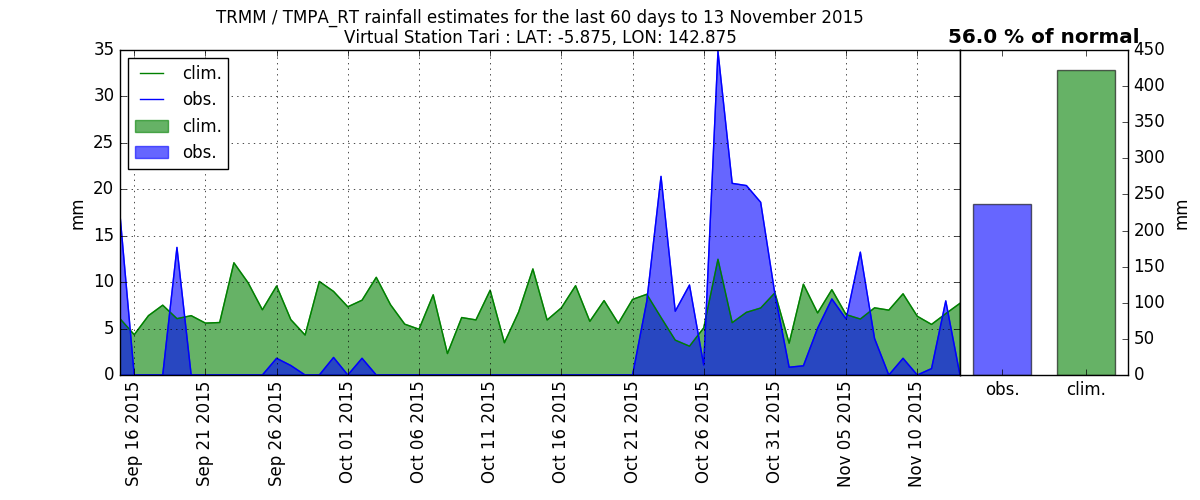 TRMM / TMPA_RT rainfall estimates for the last 60 days to 13 November 2015
Virtual Station Tari : LAT: -5.875, LON: 142.875
56.0 % of normal
35
30
25
20
15
10
5
0
mm
clim.
obs.
clim.
obs.
Sep 16 2015
Sep 21 2015
Sep 26 2015
Oct 01 2015
Oct 06 2015
Oct 11 2015
Oct 16 2015
Oct 21 2015
Oct 26 2015
Oct 31 2015
Nov 05 2015
Nov 10 2015
450
400
350
300
250
200
150
100
50
0
mm
obs.
clim.